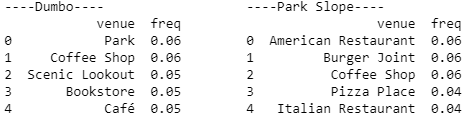 ----Dumbo----
venue freq
0 Park 0.06
1 Coffee Shop 0.06
2 Scenic Lookout 0.05
3 Bookstore 0.05
4 Café 0.05
----Park Slope----
venue freq
0 American Restaurant 0.06
1 Burger Joint 0.06
2 Coffee Shop 0.06
3 Pizza Place 0.04
4 Italian Restaurant 0.04